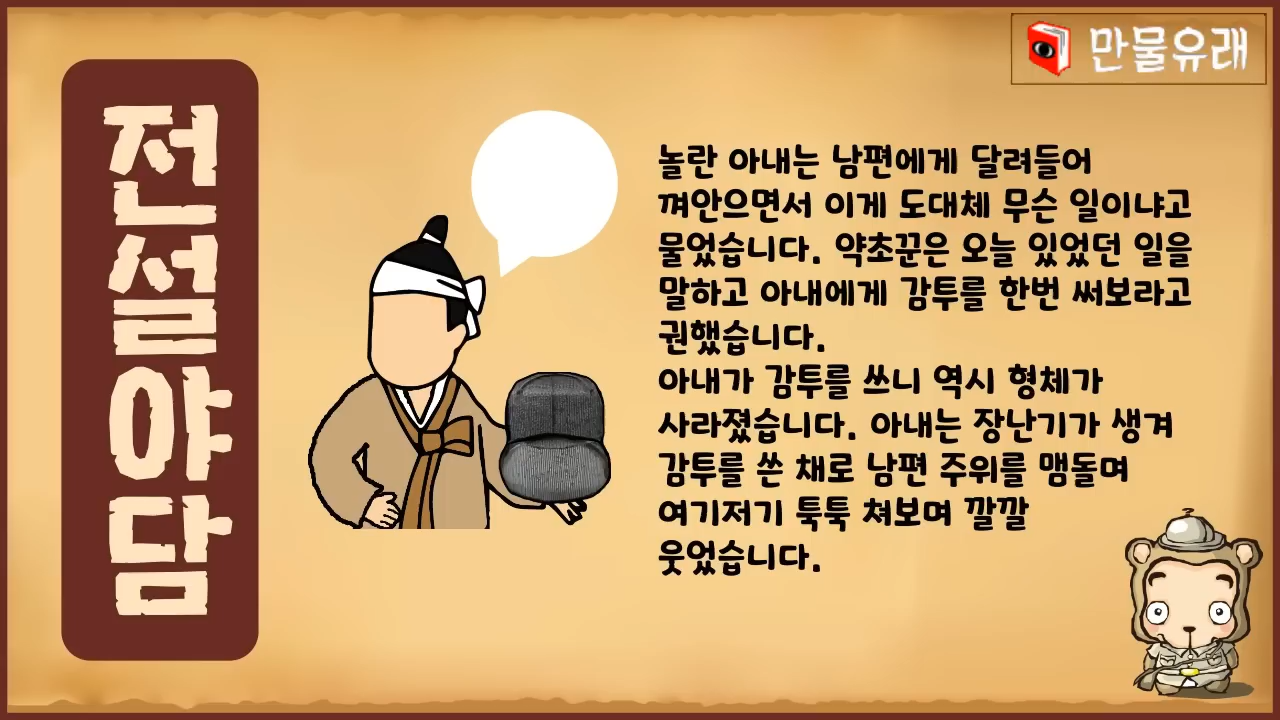 만물유래
전설야담
놀란 아내는 남편에게 달려들어
껴안으면서 이게 도대체 무슨 일이냐고
물었습니다. 약초꾼은 오늘 있었던 일을
말하고 아내에게 감투를 한번 써보라고
권했습니다.
아내가 감투를 쓰니 역시 형체가
사라졌습니다. 아내는 장난기가 생겨
감투를 쓴 채로 남편 주위를 맴돌며
여기저기 툭툭 쳐보며 깔깔
웃었습니다.